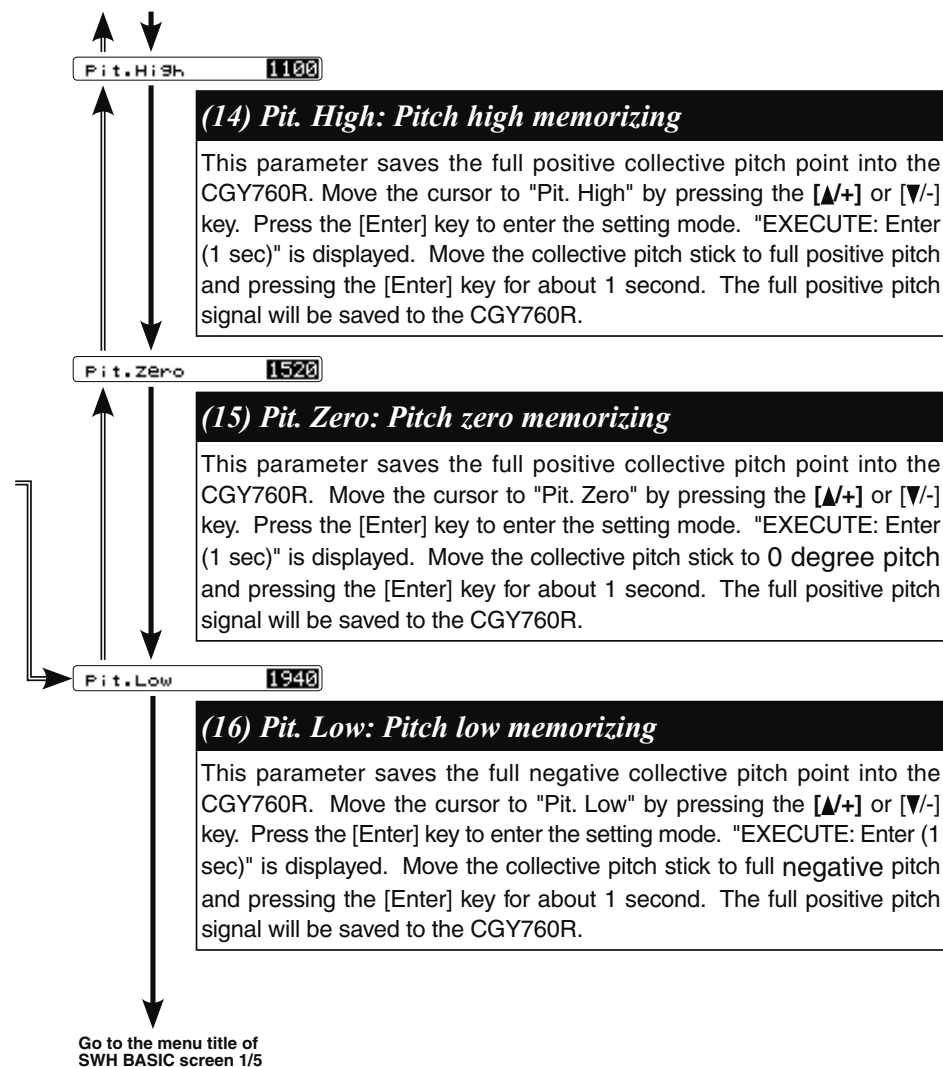 Pit.High 1100
(14) Pit. High: Pitch high memorizing
This parameter saves the full positive collective pitch point into the
CGY760R. Move the cursor to "Pit. High" by pressing the [▲/+] or [▼/-]
key. Press the [Enter] key to enter the setting mode. "EXECUTE: Enter
(1 sec)" is displayed. Move the collective pitch stick to full positive pitch
and pressing the [Enter] key for about 1 second. The full positive pitch
signal will be saved to the CGY760R.
Pit.Zero 1520
(15) Pit. Zero: Pitch zero memorizing
This parameter saves the full positive collective pitch point into the
CGY760R. Move the cursor to "Pit. Zero" by pressing the [▲/+] or [▼/-]
key. Press the [Enter] key to enter the setting mode. "EXECUTE: Enter
(1 sec)" is displayed. Move the collective pitch stick to 0 degree pitch
and pressing the [Enter] key for about 1 second. The full positive pitch
signal will be saved to the CGY760R.
Pit.Low 1940
(16) Pit. Low: Pitch low memorizing
This parameter saves the full negative collective pitch point into the
CGY760R. Move the cursor to "Pit. Low" by pressing the [▲/+] or [▼/-]
key. Press the [Enter] key to enter the setting mode. "EXECUTE: Enter (1
sec)" is displayed. Move the collective pitch stick to full negative pitch
and pressing the [Enter] key for about 1 second. The full positive pitch
signal will be saved to the CGY760R.
Go to the menu title of
SWH BASIC screen 1/5